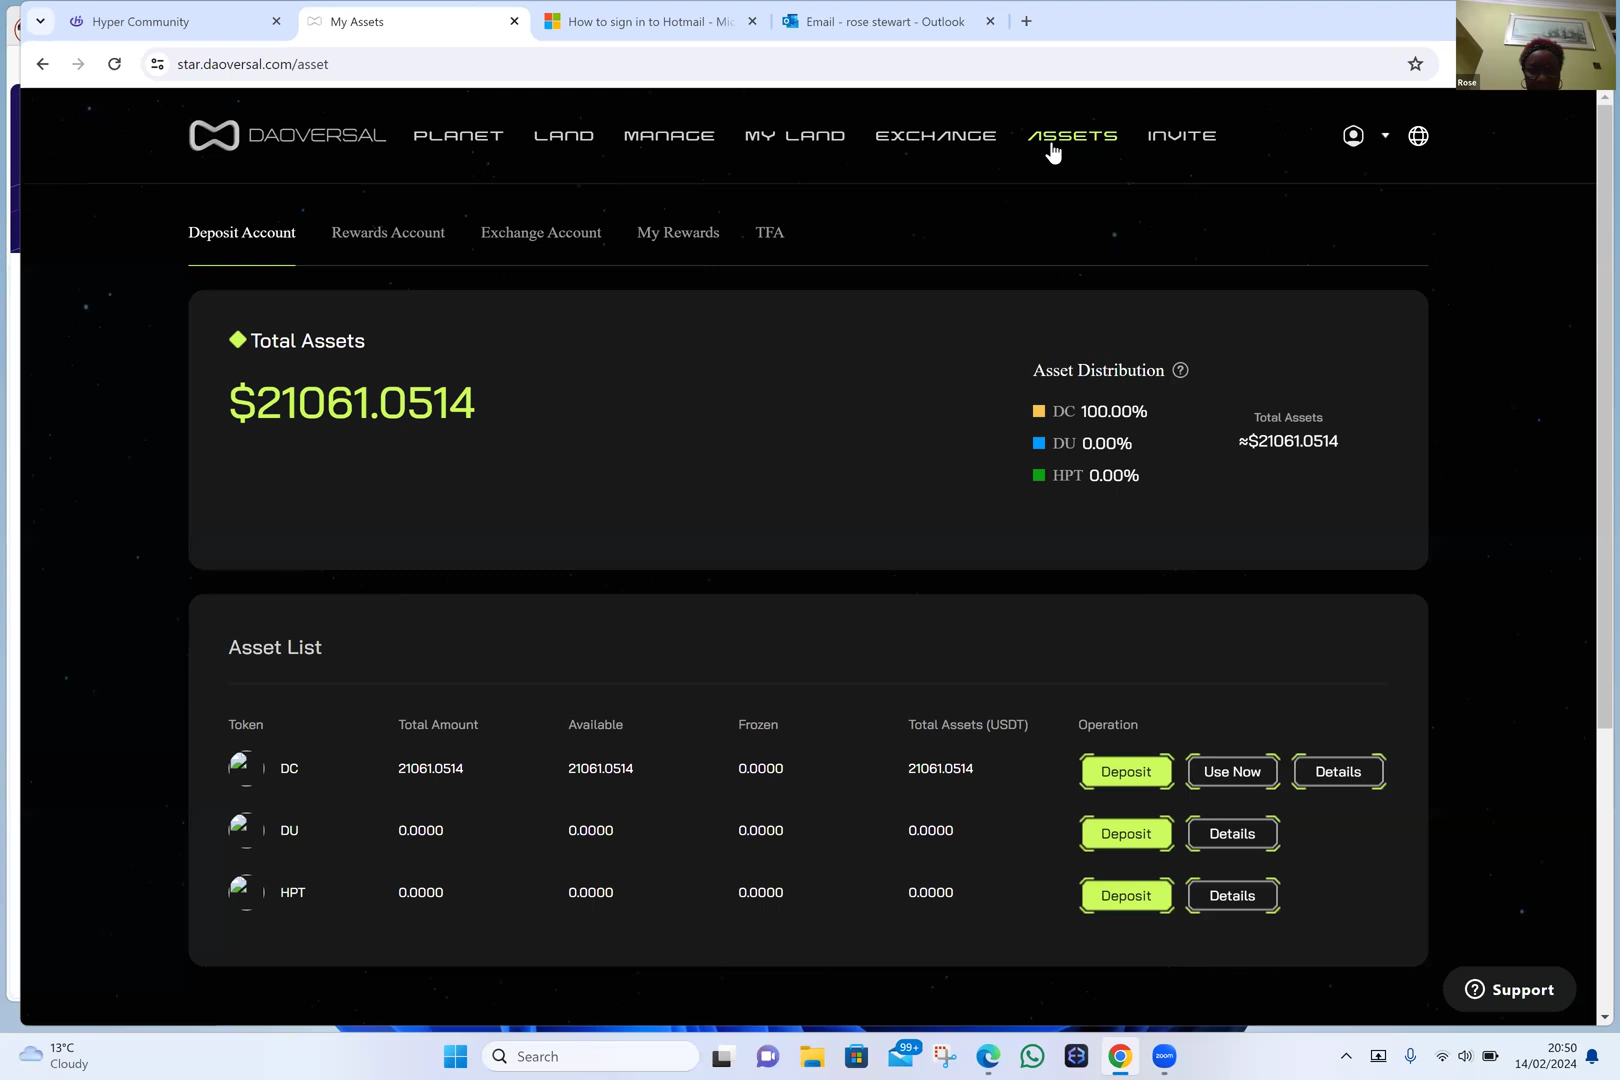 Hyper Community
My Assets
How to sign in to Hotmail - Mic
Email - rose stewart - Outlook
star.daoversal.com/asset
Rose
DAOVERSAL PLANET LAND MANAGE MY LAND EXCHANGE ASSETS INVITE
Deposit Account Rewards Account Exchange Account My Rewards TFA
Total Assets
$21061.0514
Asset Distribution ?
DC 100.00%
DU 0.00%
HPT 0.00%
Total Assets
≈$21061.0514
Asset List
Token Total Amount Available Frozen Total Assets (USDT) Operation
DC 21061.0514 21061.0514 0.0000 21061.0514 Deposit Use Now Details
DU 0.0000 0.0000 0.0000 0.0000 Deposit Details
HPT 0.0000 0.0000 0.0000 0.0000 Deposit Details
? Support
13°C
Cloudy
Search
99+
zoom
20:50
14/02/2024